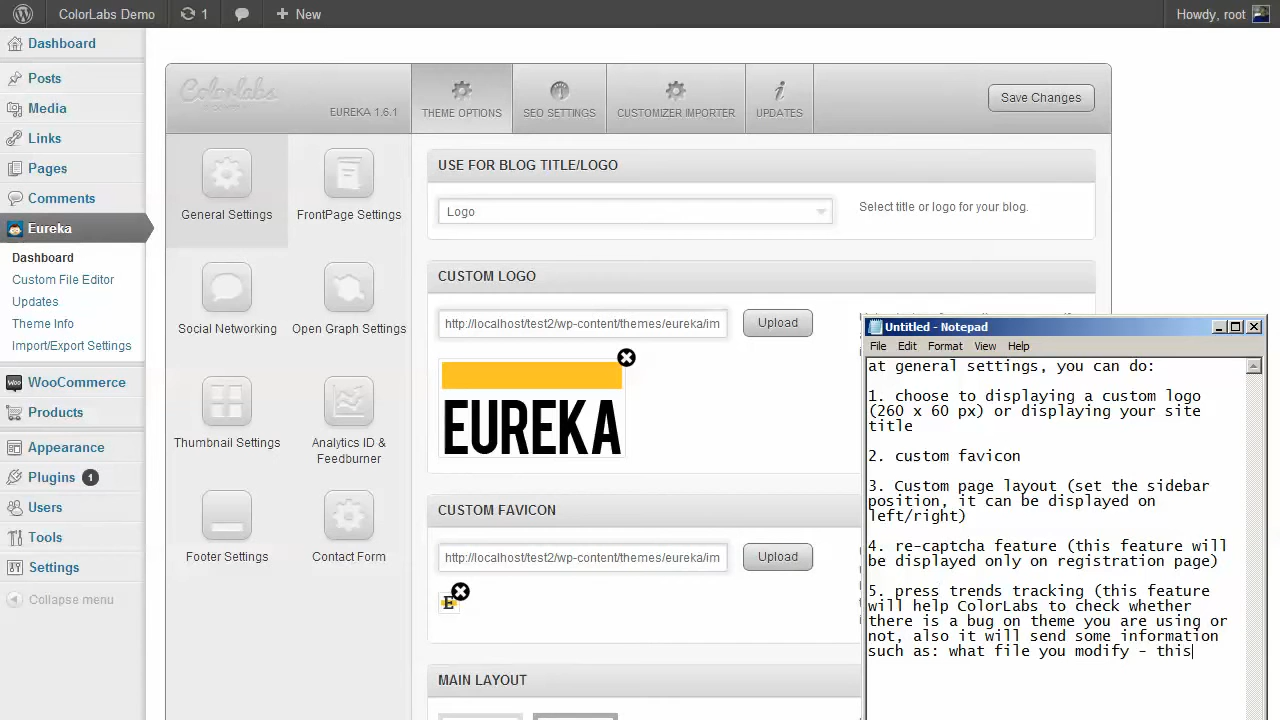 ColorLabs Demo
1
New
Howdy, root
Dashboard
Posts
Media
Links
Pages
Comments
Eureka
Dashboard
Custom File Editor
Updates
Theme Info
Import/Export Settings
WooCommerce
Products
Appearance
Plugins 1
Users
Tools
Settings
Collapse menu
Colorlabs
EUREKA 1.6.1
THEME OPTIONS
SEO SETTINGS
CUSTOMIZER IMPORTER
UPDATES
Save Changes
General Settings
FrontPage Settings
Social Networking
Open Graph Settings
Thumbnail Settings
Analytics ID &
Feedburner
Footer Settings
Contact Form
USE FOR BLOG TITLE/LOGO
Logo
Select title or logo for your blog.
CUSTOM LOGO
http://localhost/test2/wp-content/themes/eureka/im
Upload
EUREKA
CUSTOM FAVICON
http://localhost/test2/wp-content/themes/eureka/im
Upload
E
MAIN LAYOUT
Untitled - Notepad
File Edit Format View Help
at general settings, you can do:
1. choose to displaying a custom logo
(260 x 60 px) or displaying your site
title
2. custom favicon
3. Custom page layout (set the sidebar
position, it can be displayed on
left/right)
4. re-captcha feature (this feature will
be displayed only on registration page)
5. press trends tracking (this feature
will help ColorLabs to check whether
there is a bug on theme you are using or
not, also it will send some information
such as: what file you modify - this